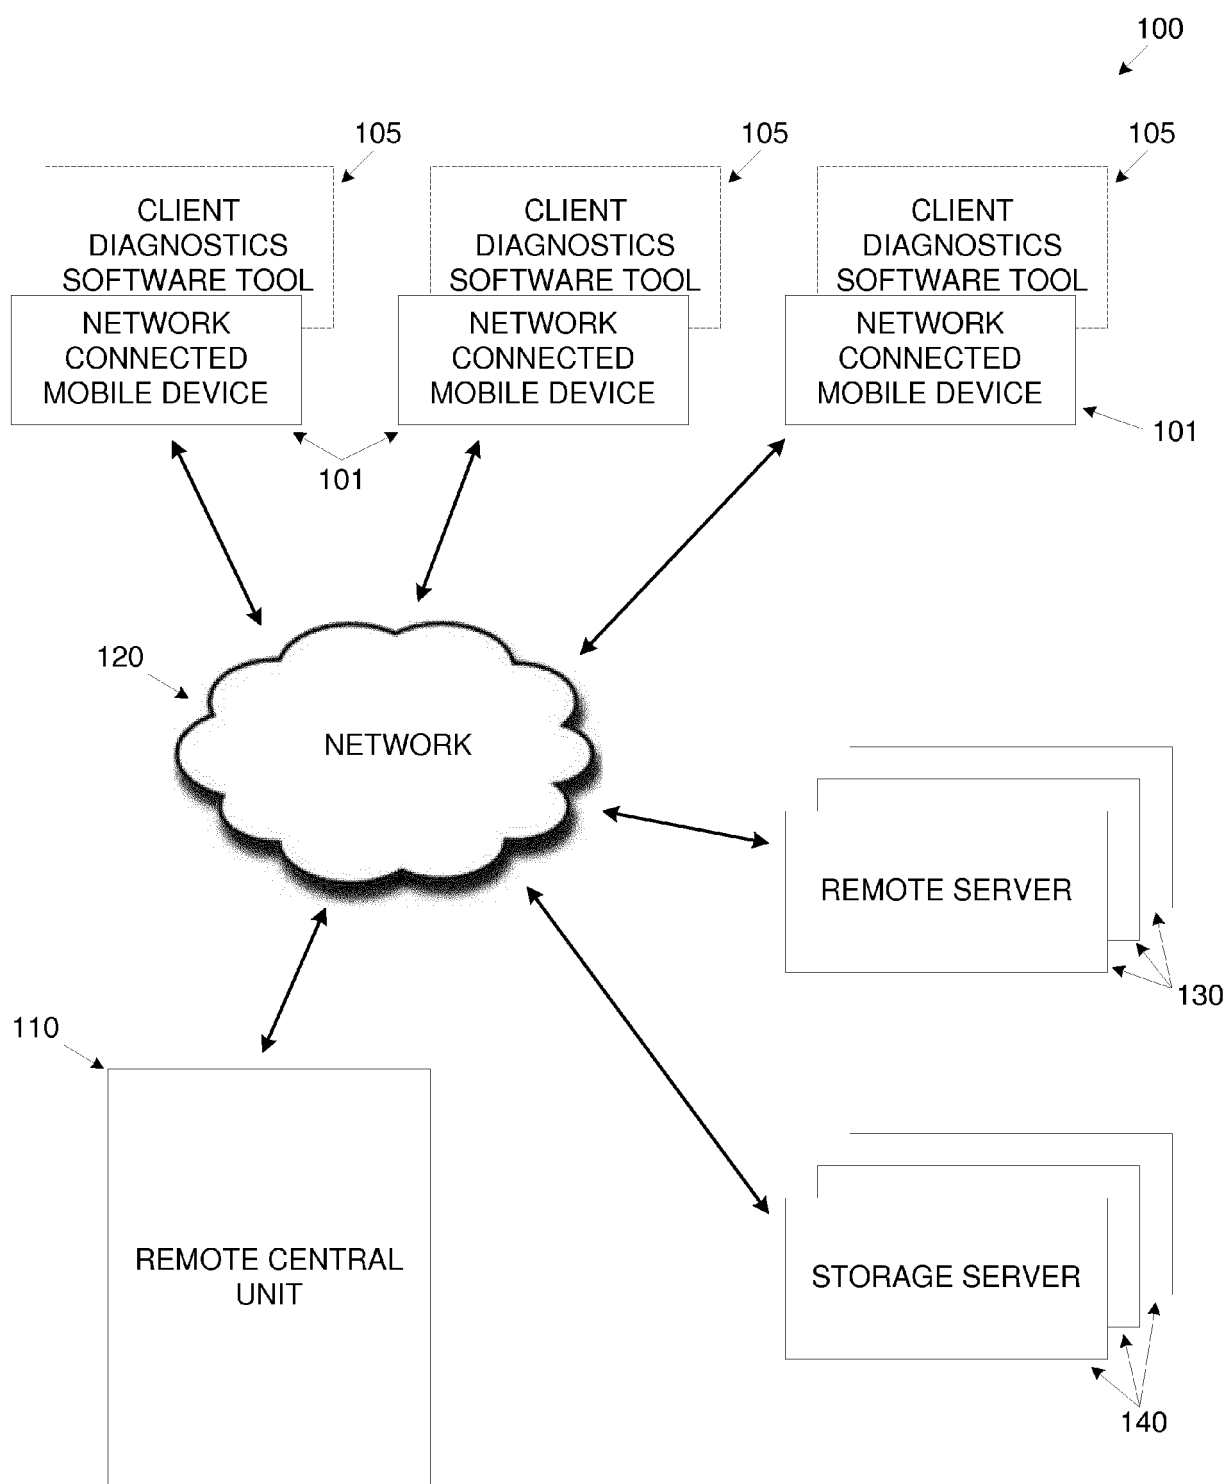 100
105
105
105
CLIENT
DIAGNOSTICS
SOFTWARE TOOL
CLIENT
DIAGNOSTICS
SOFTWARE TOOL
CLIENT
DIAGNOSTICS
SOFTWARE TOOL
NETWORK
CONNECTED
MOBILE DEVICE
NETWORK
CONNECTED
MOBILE DEVICE
NETWORK
CONNECTED
MOBILE DEVICE
101
101
120
NETWORK
REMOTE SERVER
130
110
REMOTE CENTRAL
UNIT
STORAGE SERVER
140